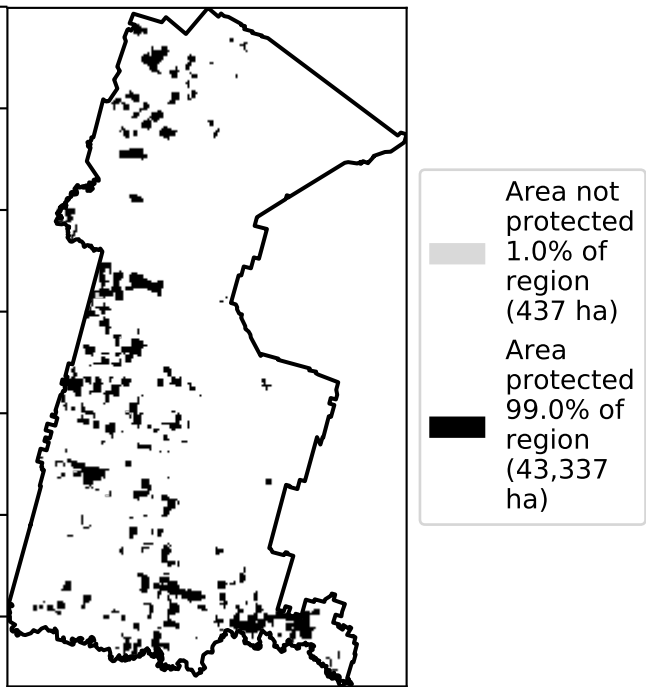 Area not
protected
1.0% of
region
(437 ha)
Area
protected
99.0% of
region
(43,337
ha)